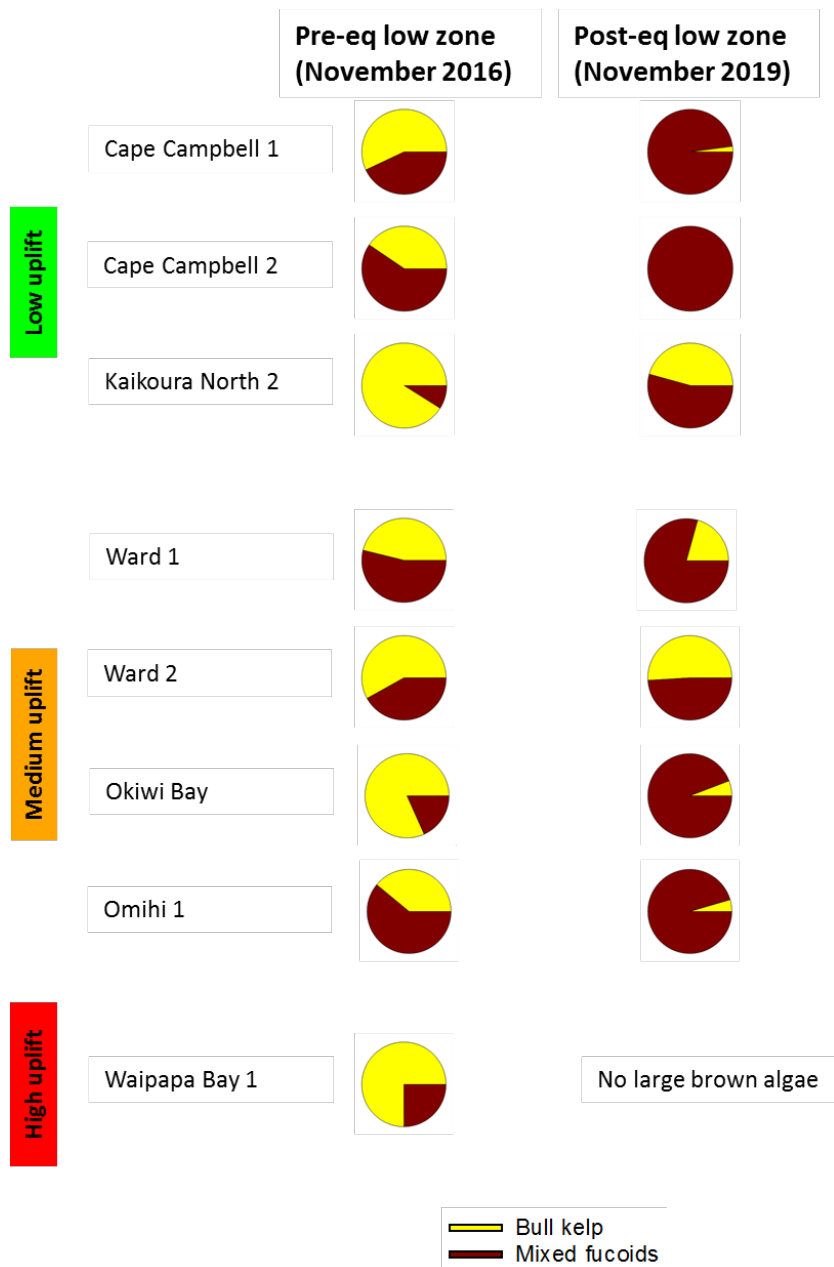 Pre-eq low zone
(November 2016)
Post-eq low zone
(November 2019)
Low uplift
Cape Campbell 1
Cape Campbell 2
Kaikoura North 2
Medium uplift
Ward 1
Ward 2
Okiwi Bay
Omihi 1
High uplift
Waipapa Bay 1
No large brown algae
Bull kelp
Mixed fucoids